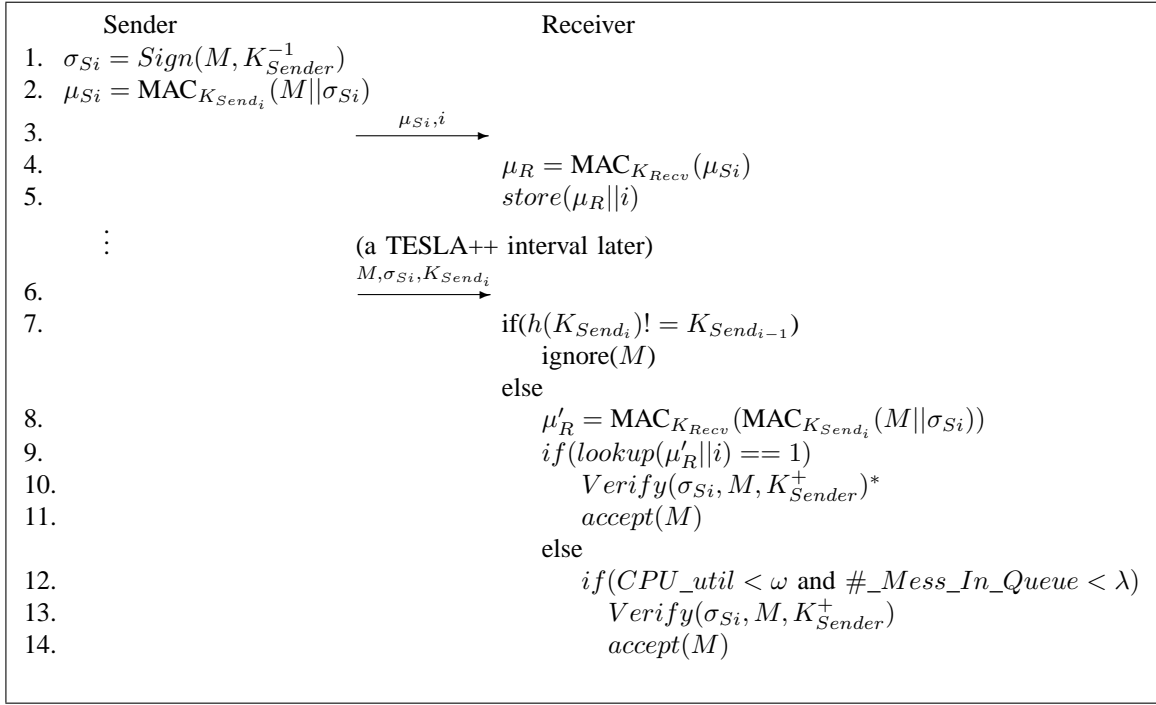 Sender Receiver
1. σ_{Si} = Sign(M, K^{-1}_{Sender})
2. μ_{Si} = MAC_{K_{Send_i}}(M||σ_{Si})
3. μ_{Si},i
4. μ_R = MAC_{K_{Recv}}(μ_{Si})
5. store(μ_R||i)
⋮ (a TESLA++ interval later)
6. M,σ_{Si},K_{Send_i}
7. if(h(K_{Send_i})! = K_{Send_{i-1}})
ignore(M)
else
8. μ'_R = MAC_{K_{Recv}}(MAC_{K_{Send_i}}(M||σ_{Si}))
9. if(lookup(μ'_R||i) == 1)
10. Verify(σ_{Si}, M, K^+_{Sender})*
11. accept(M)
else
12. if(CPU_util < ω and #_Mess_In_Queue < λ)
13. Verify(σ_{Si}, M, K^+_{Sender})
14. accept(M)